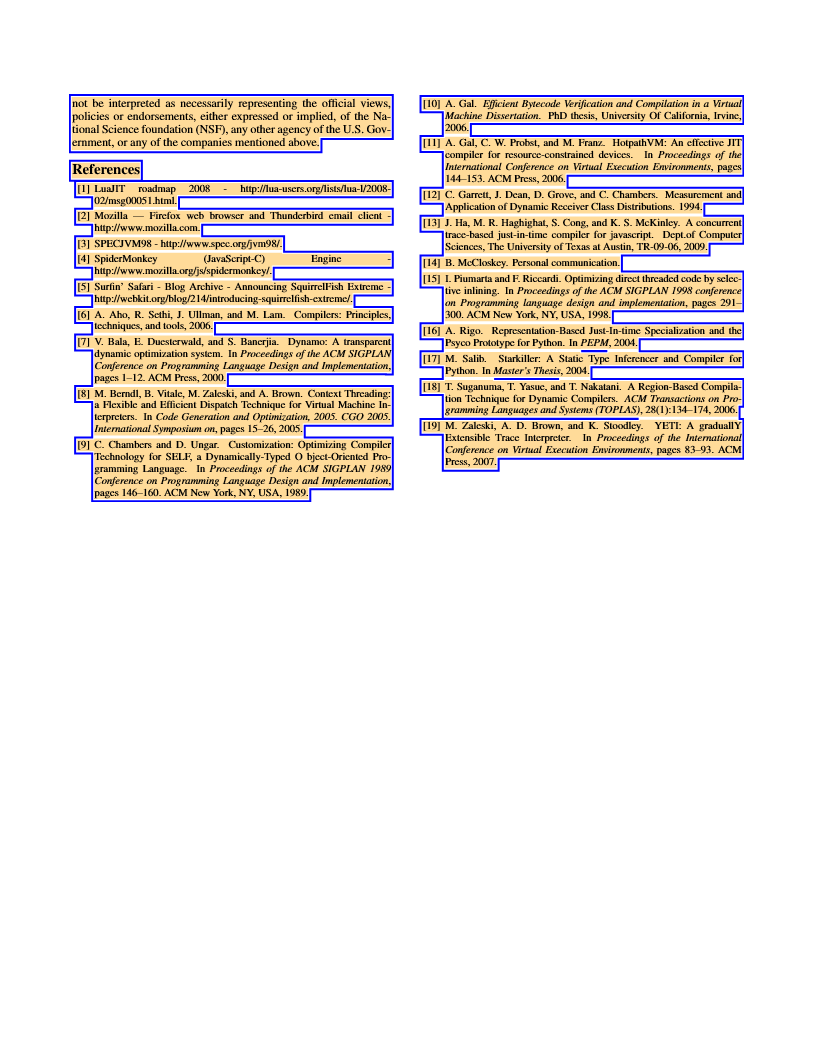 not be interpreted as necessarily representing the official views,
policies or endorsements, either expressed or implied, of the Na-
tional Science foundation (NSF), any other agency of the U.S. Gov-
ernment, or any of the companies mentioned above.
References
[1] LuaJIT roadmap 2008 - http://lua-users.org/lists/lua-l/2008-
02/msg00051.html.
[2] Mozilla — Firefox web browser and Thunderbird email client -
http://www.mozilla.com.
[3] SPECJVM98 - http://www.spec.org/jvm98/.
[4] SpiderMonkey (JavaScript-C) Engine -
http://www.mozilla.org/js/spidermonkey/.
[5] Surfin' Safari - Blog Archive - Announcing SquirrelFish Extreme -
http://webkit.org/blog/214/introducing-squirrelfish-extreme/.
[6] A. Aho, R. Sethi, J. Ullman, and M. Lam. Compilers: Principles,
techniques, and tools, 2006.
[7] V. Bala, E. Duesterwald, and S. Banerjia. Dynamo: A transparent
dynamic optimization system. In Proceedings of the ACM SIGPLAN
Conference on Programming Language Design and Implementation,
pages 1–12. ACM Press, 2000.
[8] M. Berndl, B. Vitale, M. Zaleski, and A. Brown. Context Threading:
a Flexible and Efficient Dispatch Technique for Virtual Machine In-
terpreters. In Code Generation and Optimization, 2005. CGO 2005.
International Symposium on, pages 15–26, 2005.
[9] C. Chambers and D. Ungar. Customization: Optimizing Compiler
Technology for SELF, a Dynamically-Typed O bject-Oriented Pro-
gramming Language. In Proceedings of the ACM SIGPLAN 1989
Conference on Programming Language Design and Implementation,
pages 146–160. ACM New York, NY, USA, 1989.
[10] A. Gal. Efficient Bytecode Verification and Compilation in a Virtual
Machine Dissertation. PhD thesis, University Of California, Irvine,
2006.
[11] A. Gal, C. W. Probst, and M. Franz. HotpathVM: An effective JIT
compiler for resource-constrained devices. In Proceedings of the
International Conference on Virtual Execution Environments, pages
144–153. ACM Press, 2006.
[12] C. Garrett, J. Dean, D. Grove, and C. Chambers. Measurement and
Application of Dynamic Receiver Class Distributions. 1994.
[13] J. Ha, M. R. Haghighat, S. Cong, and K. S. McKinley. A concurrent
trace-based just-in-time compiler for javascript. Dept.of Computer
Sciences, The University of Texas at Austin, TR-09-06, 2009.
[14] B. McCloskey. Personal communication.
[15] I. Piumarta and F. Riccardi. Optimizing direct threaded code by selec-
tive inlining. In Proceedings of the ACM SIGPLAN 1998 conference
on Programming language design and implementation, pages 291–
300. ACM New York, NY, USA, 1998.
[16] A. Rigo. Representation-Based Just-In-time Specialization and the
Psyco Prototype for Python. In PEPM, 2004.
[17] M. Salib. Starkiller: A Static Type Inferencer and Compiler for
Python. In Master's Thesis, 2004.
[18] T. Suganuma, T. Yasue, and T. Nakatani. A Region-Based Compila-
tion Technique for Dynamic Compilers. ACM Transactions on Pro-
gramming Languages and Systems (TOPLAS), 28(1):134–174, 2006.
[19] M. Zaleski, A. D. Brown, and K. Stoodley. YETI: A graduallY
Extensible Trace Interpreter. In Proceedings of the International
Conference on Virtual Execution Environments, pages 83–93. ACM
Press, 2007.